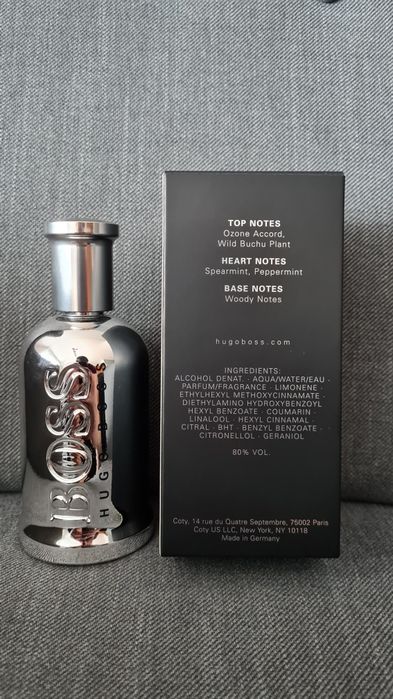 BOSS
HUGO BOSS
TOP NOTES
Ozone Accord,
Wild Buchu Plant
HEART NOTES
Spearmint, Peppermint
BASE NOTES
Woody Notes
hugoboss.com
INGREDIENTS:
ALCOHOL DENAT. · AQUA/WATER/EAU ·
PARFUM/FRAGRANCE · LIMONENE ·
ETHYLHEXYL METHOXYCINNAMATE ·
DIETHYLAMINO HYDROXYBENZOYL
HEXYL BENZOATE · COUMARIN ·
LINALOOL · HEXYL CINNAMAL ·
CITRAL · BHT · BENZYL BENZOATE ·
CITRONELLOL · GERANIOL
80% VOL.
Coty, 14 rue du Quatre Septembre, 75002 Paris
Coty US LLC, New York, NY 10118
Made in Germany